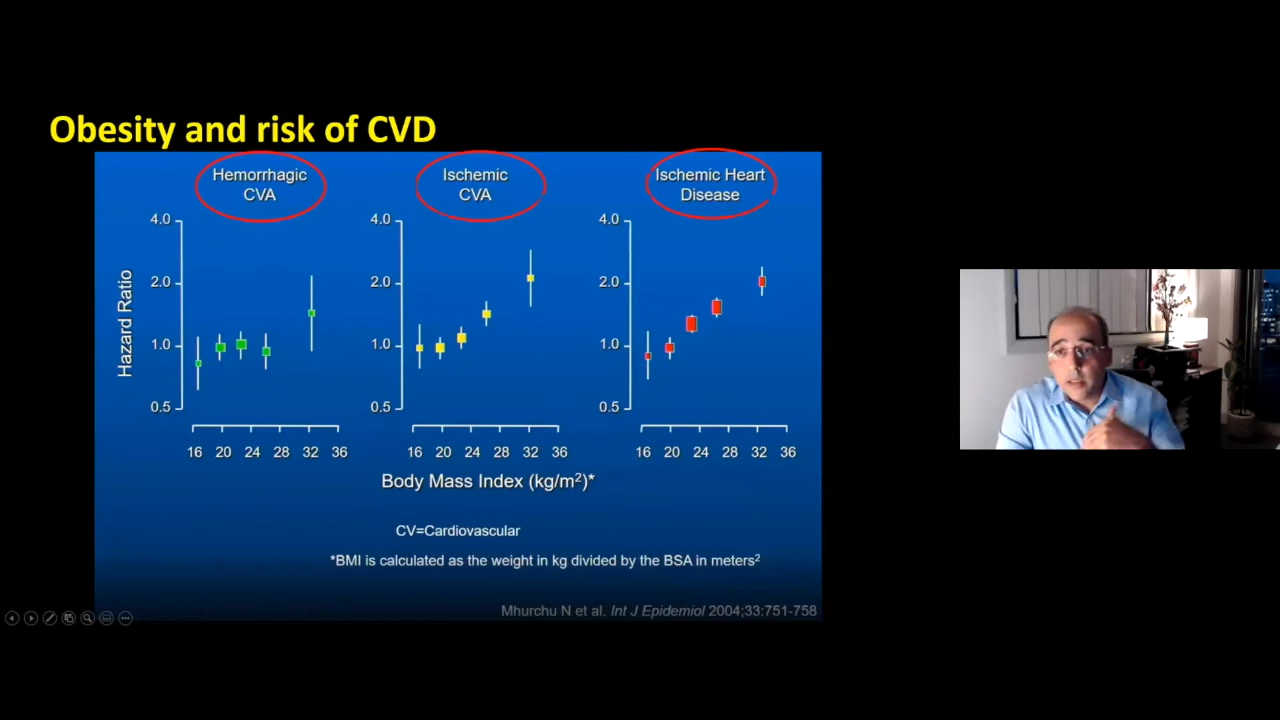 Obesity and risk of CVD
Hemorrhagic
CVA
Ischemic
CVA
Ischemic Heart
Disease
Hazard Ratio
4.0
2.0
1.0
0.5
4.0
2.0
1.0
0.5
4.0
2.0
1.0
0.5
16 20 24 28 32 36
16 20 24 28 32 36
16 20 24 28 32 36
Body Mass Index (kg/m²)*
CV=Cardiovascular
*BMI is calculated as the weight in kg divided by the BSA in meters²
Mhurchu N et al. Int J Epidemiol 2004;33:751-758